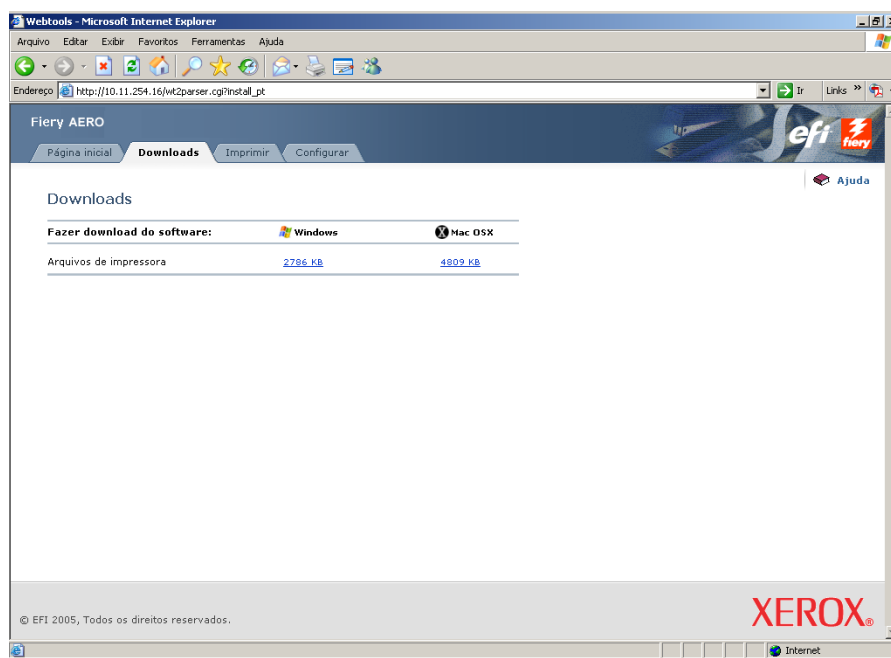 Webtools - Microsoft Internet Explorer
Arquivo Editar Exibir Favoritos Ferramentas Ajuda
Endereço http://10.11.254.16/wt2parser.cgi?install_pt Ir Links »
Fiery AERO
efi fiery
Página inicial Downloads Imprimir Configurar
Ajuda
Downloads
Fazer download do software: Windows X Mac OSX
Arquivos de impressora 2786 KB 4809 KB
© EFI 2005, Todos os direitos reservados.
XEROX®
Internet